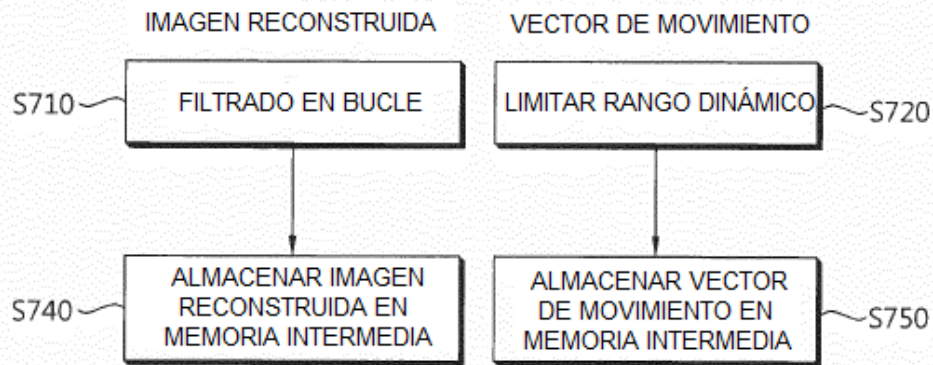 IMAGEN RECONSTRUIDA
VECTOR DE MOVIMIENTO
S710
FILTRADO EN BUCLE
LIMITAR RANGO DINÁMICO
S720
S740
ALMACENAR IMAGEN
RECONSTRUIDA EN
MEMORIA INTERMEDIA
ALMACENAR VECTOR
DE MOVIMIENTO EN
MEMORIA INTERMEDIA
S750